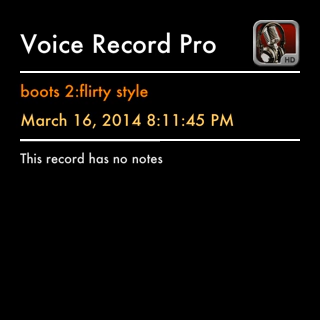 Voice Record Pro
HD
boots 2:flirty style
March 16, 2014 8:11:45 PM
This record has no notes